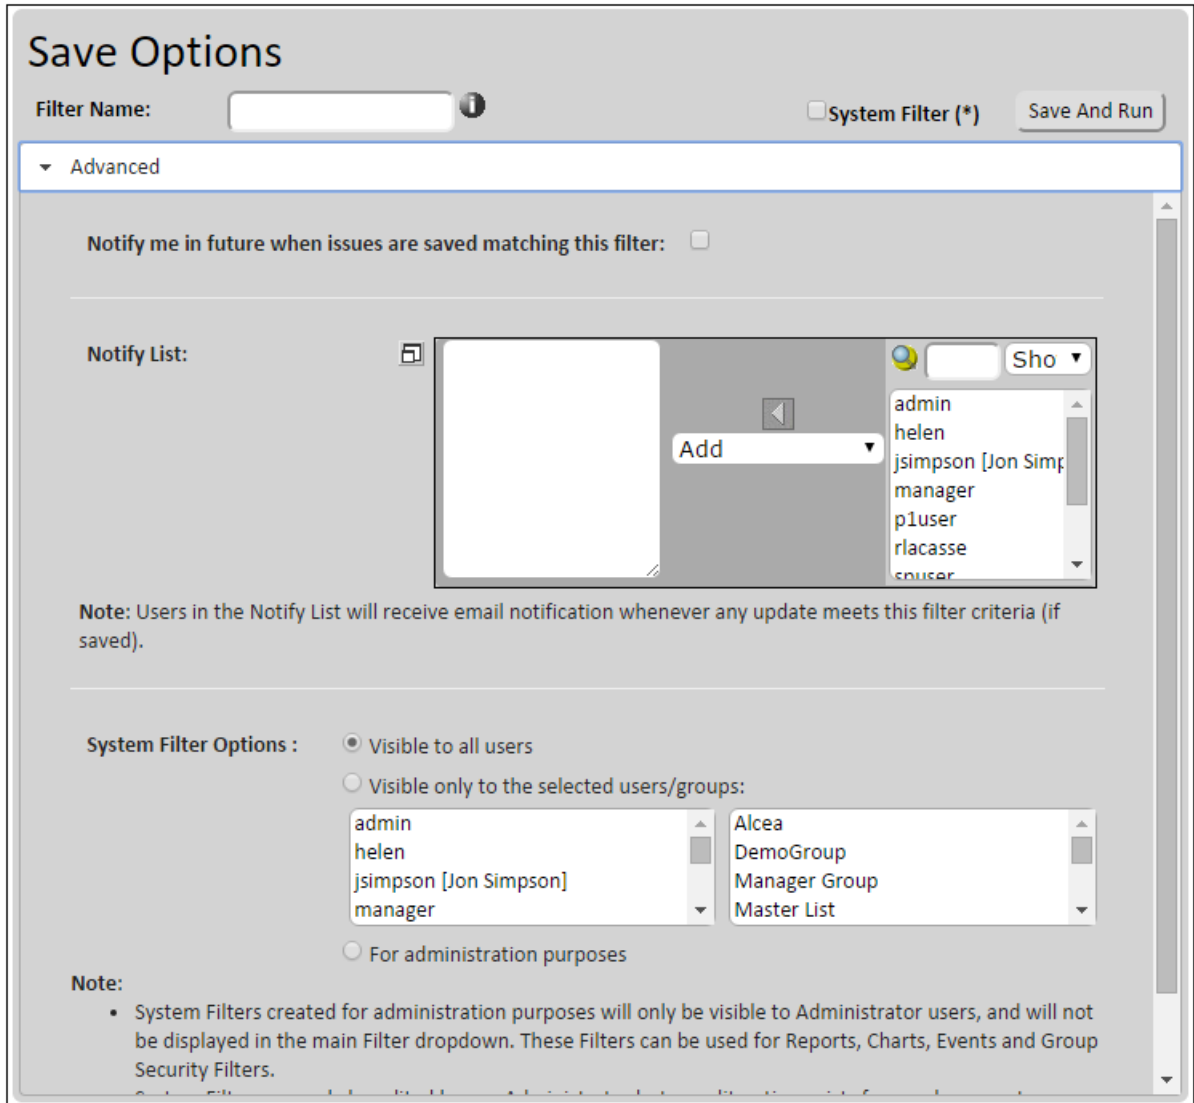 Save Options
Filter Name:
System Filter (*)
Save And Run
Advanced
Notify me in future when issues are saved matching this filter:
Notify List:
Sho
Add
admin
helen
jsimpson [Jon Simp
manager
p1user
rlacasse
spuser
Note: Users in the Notify List will receive email notification whenever any update meets this filter criteria (if
saved).
System Filter Options :
Visible to all users
Visible only to the selected users/groups:
admin
helen
jsimpson [Jon Simpson]
manager
Alcea
DemoGroup
Manager Group
Master List
For administration purposes
Note:
• System Filters created for administration purposes will only be visible to Administrator users, and will not
be displayed in the main Filter dropdown. These Filters can be used for Reports, Charts, Events and Group
Security Filters.